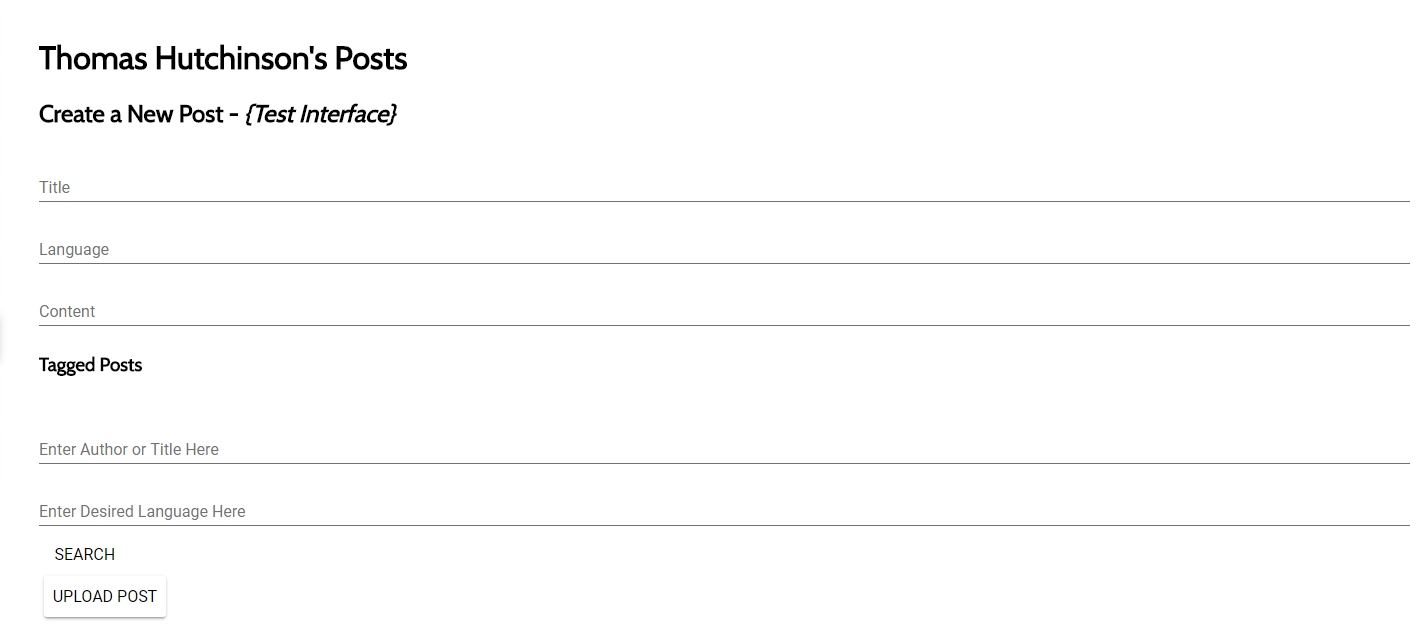 Thomas Hutchinson's Posts
Create a New Post - {Test Interface}
Title
Language
Content
Tagged Posts
Enter Author or Title Here
Enter Desired Language Here
SEARCH
UPLOAD POST